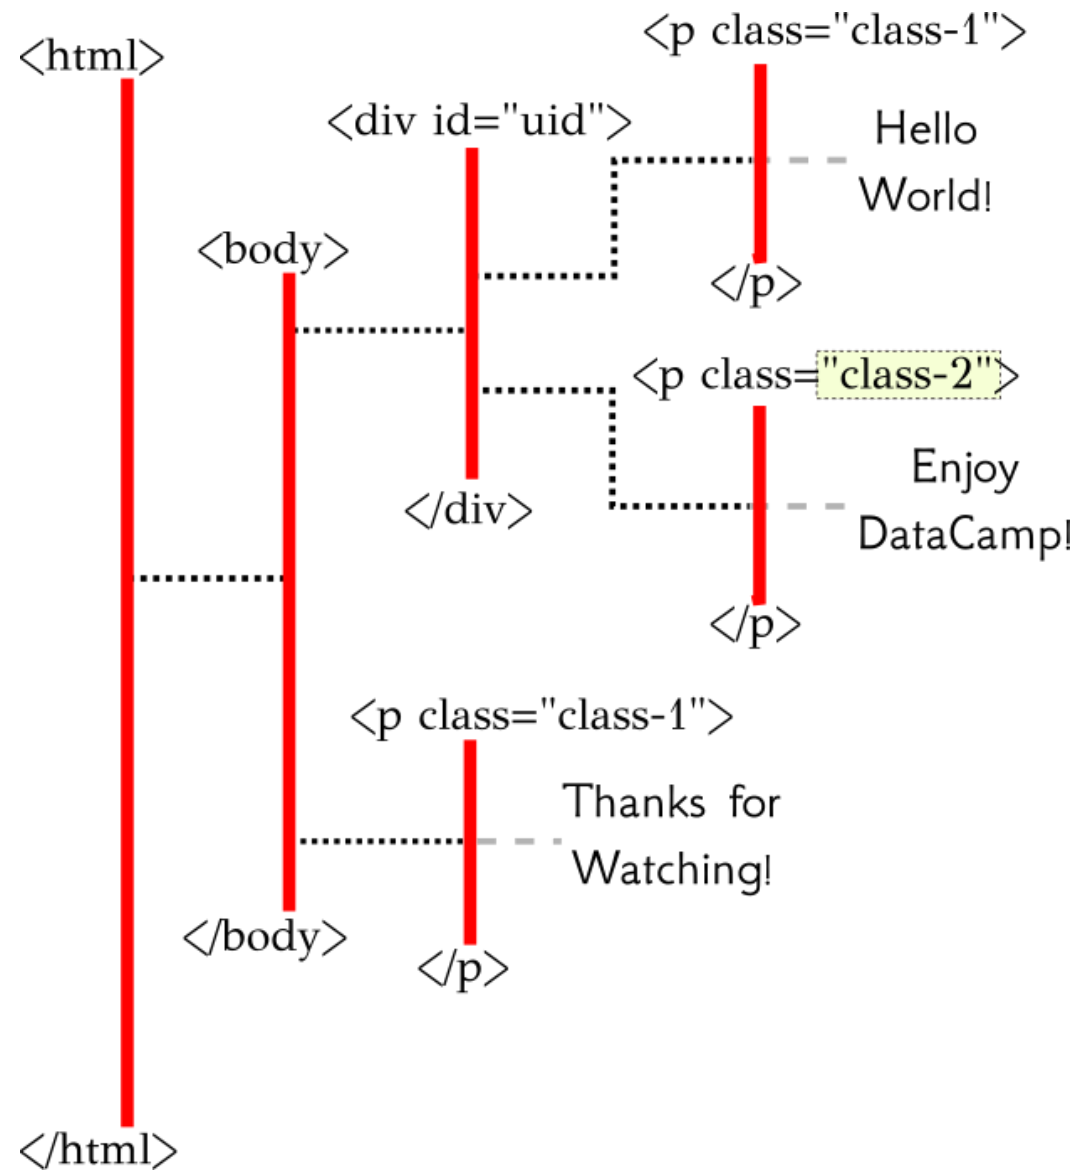 <html>
<body>
<div id="uid">
<p class="class-1">
Hello
World!
</p>
<p class="class-2">
Enjoy
DataCamp!
</p>
</div>
<p class="class-1">
Thanks for
Watching!
</p>
</body>
</html>